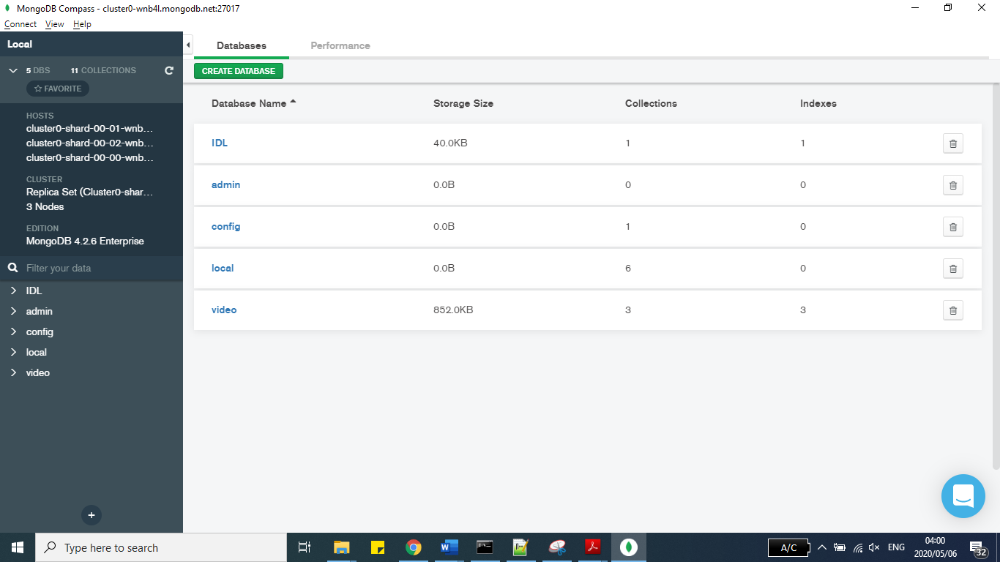 MongoDB Compass - cluster0-wnb4l.mongodb.net:27017
Connect View Help
Local
5 DBS 11 COLLECTIONS
FAVORITE
HOSTS
cluster0-shard-00-01-wnb...
cluster0-shard-00-02-wnb...
cluster0-shard-00-00-wnb...
CLUSTER
Replica Set (Cluster0-shar...
3 Nodes
EDITION
MongoDB 4.2.6 Enterprise
Filter your data
IDL
admin
config
local
video
Databases Performance
CREATE DATABASE
Database Name Storage Size Collections Indexes
IDL 40.0KB 1 1
admin 0.0B 0 0
config 0.0B 1 0
local 0.0B 6 0
video 852.0KB 3 3
Type here to search
A/C
ENG
04:00
2020/05/06
32